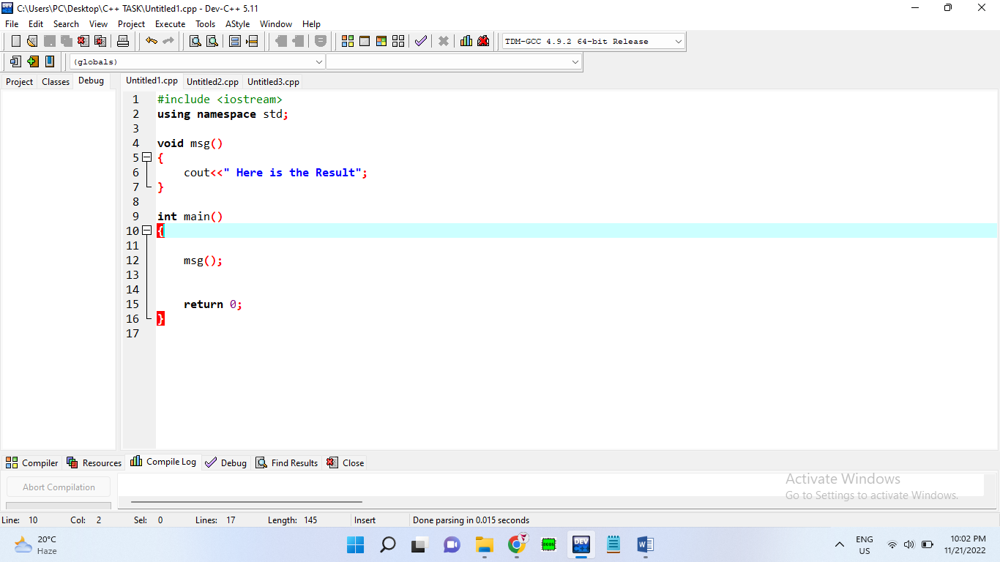 C:\Users\PC\Desktop\C++ TASK\Untitled1.cpp - Dev-C++ 5.11
File Edit Search View Project Execute Tools AStyle Window Help
TDM-GCC 4.9.2 64-bit Release
(globals)
Project Classes Debug Untitled1.cpp Untitled2.cpp Untitled3.cpp
1 #include <iostream>
2 using namespace std;
3
4 void msg()
5 {
6 cout<<" Here is the Result";
7 }
8
9 int main()
10 {
11
12 msg();
13
14
15 return 0;
16 }
17
Compiler Resources Compile Log Debug Find Results Close
Abort Compilation
Activate Windows
Go to Settings to activate Windows.
Line: 10 Col: 2 Sel: 0 Lines: 17 Length: 145 Insert Done parsing in 0.015 seconds
20°C
Haze
8085
DEV
W
ENG
US
10:02 PM
11/21/2022